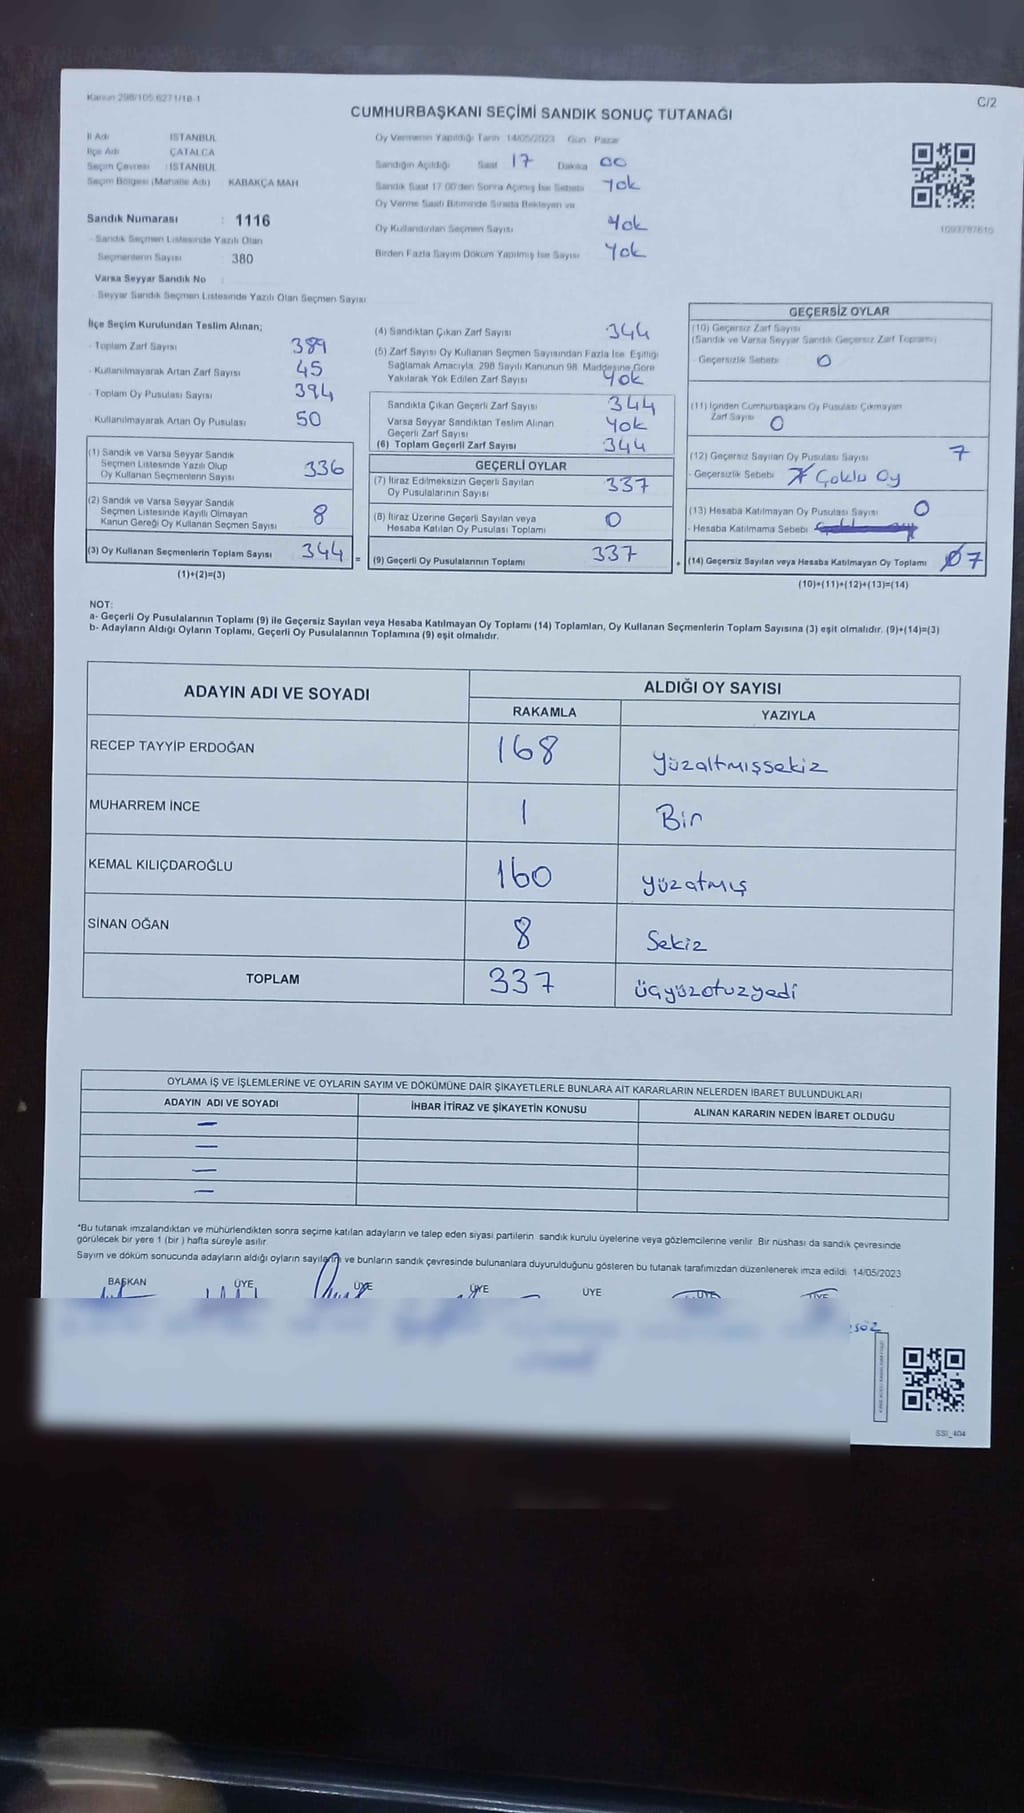 Kanun 298/105 6271/18-1
C/2
CUMHURBAŞKANI SEÇİMİ SANDIK SONUÇ TUTANAĞI
İl Adı İSTANBUL
İlçe Adı ÇATALCA
Seçim Çevresi : İSTANBUL
Seçim Bölgesi (Mahalle Adı) KABAKÇA MAH
Sandık Numarası : 1116
- Sandık Seçmen Listesinde Yazılı Olan
Seçmenlerin Sayısı 380
Varsa Seyyar Sandık No
- Seyyar Sandık Seçmen Listesinde Yazılı Olan Seçmen Sayısı
Oy Vermenin Yapıldığı Tarih 14/05/2023 Gün Pazar
Sandığın Açıldığı Saat 17 Dakika 00
Sandık Saat 17 00'den Sonra Açılmış İse Sebebi Yok
Oy Verme Saati Bitiminde Sırada Bekleyen ve
Oy Kullandırılan Seçmen Sayısı Yok
Birden Fazla Sayım Döküm Yapılmış İse Sayısı Yok
1093787610
İlçe Seçim Kurulundan Teslim Alınan;
- Toplam Zarf Sayısı 389
- Kullanılmayarak Artan Zarf Sayısı 45
- Toplam Oy Pusulası Sayısı 394
- Kullanılmayarak Artan Oy Pusulası 50
(1) Sandık ve Varsa Seyyar Sandık
Seçmen Listesinde Yazılı Olup
Oy Kullanan Seçmenlerin Sayısı 336
(2) Sandık ve Varsa Seyyar Sandık
Seçmen Listesinde Kayıtlı Olmayan
Kanun Gereği Oy Kullanan Seçmen Sayısı 8
(3) Oy Kullanan Seçmenlerin Toplam Sayısı 344 =
(1)+(2)=(3)
(4) Sandıktan Çıkan Zarf Sayısı 344
(5) Zarf Sayısı Oy Kullanan Seçmen Sayısından Fazla İse Eşitliği
Sağlamak Amacıyla, 298 Sayılı Kanunun 98. Maddesine Göre
Yakılarak Yok Edilen Zarf Sayısı Yok
Sandıkta Çıkan Geçerli Zarf Sayısı 344
Varsa Seyyar Sandıktan Teslim Alınan
Geçerli Zarf Sayısı Yok
(6) Toplam Geçerli Zarf Sayısı 344
GEÇERLİ OYLAR
(7) İtiraz Edilmeksizin Geçerli Sayılan
Oy Pusulalarının Sayısı 337
(8) İtiraz Üzerine Geçerli Sayılan veya
Hesaba Katılan Oy Pusulası Toplamı 0
(9) Geçerli Oy Pusulalarının Toplamı 337 +
GEÇERSİZ OYLAR
(10) Geçersiz Zarf Sayısı
(Sandık ve Varsa Seyyar Sandık Geçersiz Zarf Toplamı)
- Geçersizlik Sebebi 0
(11) İçinden Cumhurbaşkanı Oy Pusulası Çıkmayan
Zarf Sayısı 0
(12) Geçersiz Sayılan Oy Pusulası Sayısı 7
- Geçersizlik Sebebi Çoklu Oy
(13) Hesaba Katılmayan Oy Pusulası Sayısı 0
- Hesaba Katılmama Sebebi
(14) Geçersiz Sayılan veya Hesaba Katılmayan Oy Toplamı 07
(10)+(11)+(12)+(13)=(14)
NOT:
a- Geçerli Oy Pusulalarının Toplamı (9) ile Geçersiz Sayılan veya Hesaba Katılmayan Oy Toplamı (14) Toplamları, Oy Kullanan Seçmenlerin Toplam Sayısına (3) eşit olmalıdır. (9)+(14)=(3)
b- Adayların Aldığı Oyların Toplamı, Geçerli Oy Pusulalarının Toplamına (9) eşit olmalıdır.
ADAYIN ADI VE SOYADI
ALDIĞI OY SAYISI
RAKAMLA YAZIYLA
RECEP TAYYİP ERDOĞAN 168 Yüzaltmışsekiz
MUHARREM İNCE 1 Bir
KEMAL KILIÇDAROĞLU 160 yüzatmış
SİNAN OĞAN 8 Sekiz
TOPLAM 337 üçyüzotuzyedi
OYLAMA İŞ VE İŞLEMLERİNE VE OYLARIN SAYIM VE DÖKÜMÜNE DAİR ŞİKAYETLERLE BUNLARA AİT KARARLARIN NELERDEN İBARET BULUNDUKLARI
ADAYIN ADI VE SOYADI İHBAR İTİRAZ VE ŞİKAYETİN KONUSU ALINAN KARARIN NEDEN İBARET OLDUĞU
*Bu tutanak imzalandıktan ve mühürlendikten sonra seçime katılan adayların ve talep eden siyasi partilerin sandık kurulu üyelerine veya gözlemcilerine verilir. Bir nüshası da sandık çevresinde
görülecek bir yere 1 (bir ) hafta süreyle asılır.
Sayım ve döküm sonucunda adayların aldığı oyların sayılarını ve bunların sandık çevresinde bulunanlara duyurulduğunu gösteren bu tutanak tarafımızdan düzenlenerek imza edildi. 14/05/2023
BAŞKAN ÜYE ÜYE ÜYE ÜYE ÜYE ÜYE
SSI_404